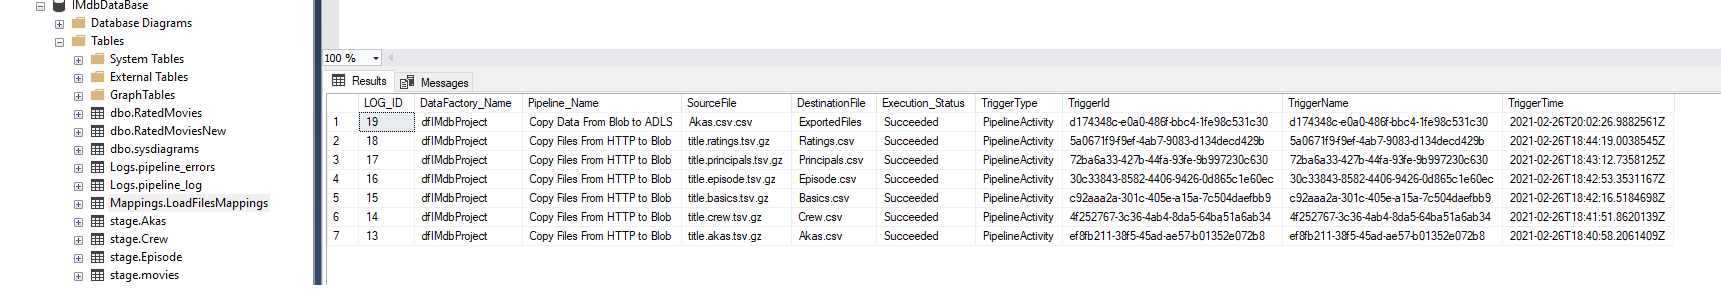 IMdbDataBase
Database Diagrams
Tables
System Tables
External Tables
GraphTables
dbo.RatedMovies
dbo.RatedMoviesNew
dbo.sysdiagrams
Logs.pipeline_errors
Logs.pipeline_log
Mappings.LoadFilesMappings
stage.Akas
stage.Crew
stage.Episode
stage.movies
100 %
Results Messages
LOG_ID DataFactory_Name Pipeline_Name SourceFile DestinationFile Execution_Status TriggerType TriggerId TriggerName TriggerTime
1 19 dfIMdbProject Copy Data From Blob to ADLS Akas.csv.csv ExportedFiles Succeeded PipelineActivity d174348c-e0a0-486f-bbc4-1fe98c531c30 d174348c-e0a0-486f-bbc4-1fe98c531c30 2021-02-26T20:02:26.9882561Z
2 18 dfIMdbProject Copy Files From HTTP to Blob title.ratings.tsv.gz Ratings.csv Succeeded PipelineActivity 5a0671f9-f9ef-4ab7-9083-d134decd429b 5a0671f9-f9ef-4ab7-9083-d134decd429b 2021-02-26T18:44:19.0038545Z
3 17 dfIMdbProject Copy Files From HTTP to Blob title.principals.tsv.gz Principals.csv Succeeded PipelineActivity 72ba6a33-427b-44fa-93fe-9b997230c630 72ba6a33-427b-44fa-93fe-9b997230c630 2021-02-26T18:43:12.7358125Z
4 16 dfIMdbProject Copy Files From HTTP to Blob title.episode.tsv.gz Episode.csv Succeeded PipelineActivity 30c33843-8582-4406-9426-0d865c1e60ec 30c33843-8582-4406-9426-0d865c1e60ec 2021-02-26T18:42:53.3531167Z
5 15 dfIMdbProject Copy Files From HTTP to Blob title.basics.tsv.gz Basics.csv Succeeded PipelineActivity c92aaa2a-301c-405e-a15a-7c504daefbb9 c92aaa2a-301c-405e-a15a-7c504daefbb9 2021-02-26T18:42:16.5184698Z
6 14 dfIMdbProject Copy Files From HTTP to Blob title.crew.tsv.gz Crew.csv Succeeded PipelineActivity 4f252767-3c36-4ab4-8da5-64ba51a6ab34 4f252767-3c36-4ab4-8da5-64ba51a6ab34 2021-02-26T18:41:51.8620139Z
7 13 dfIMdbProject Copy Files From HTTP to Blob title.akas.tsv.gz Akas.csv Succeeded PipelineActivity ef8fb211-38f5-45ad-ae57-b01352e072b8 ef8fb211-38f5-45ad-ae57-b01352e072b8 2021-02-26T18:40:58.2061409Z